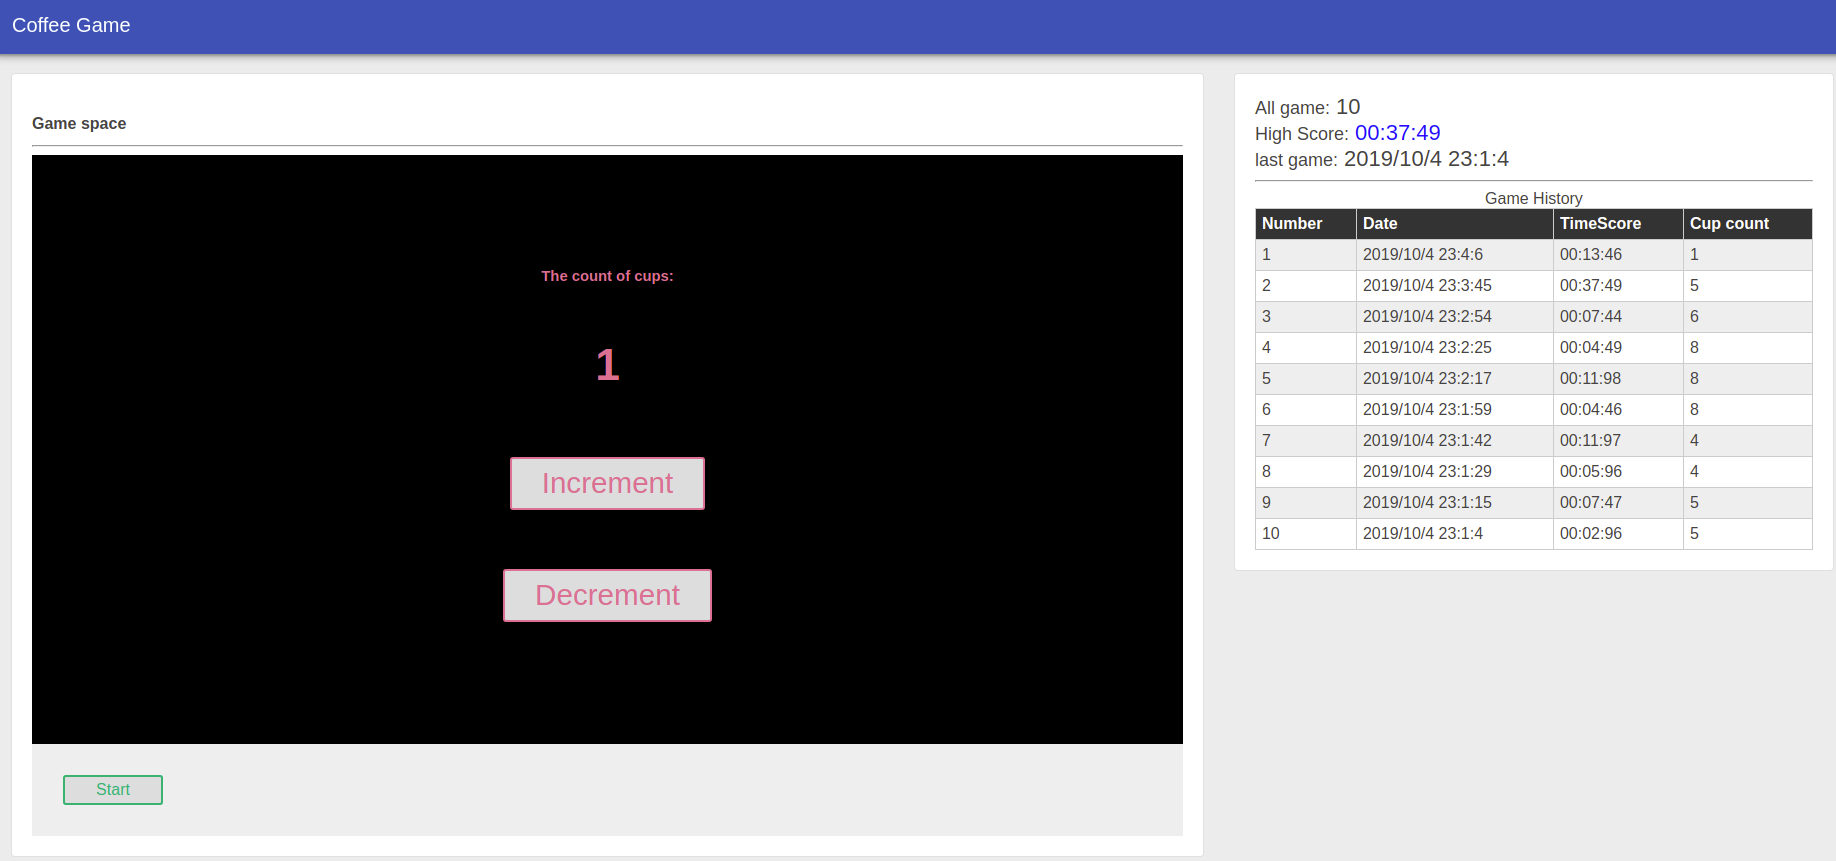 Coffee Game
Game space
The count of cups:
1
Increment
Decrement
Start
All game: 10
High Score: 00:37:49
last game: 2019/10/4 23:1:4
Game History
Number Date TimeScore Cup count
1 2019/10/4 23:4:6 00:13:46 1
2 2019/10/4 23:3:45 00:37:49 5
3 2019/10/4 23:2:54 00:07:44 6
4 2019/10/4 23:2:25 00:04:49 8
5 2019/10/4 23:2:17 00:11:98 8
6 2019/10/4 23:1:59 00:04:46 8
7 2019/10/4 23:1:42 00:11:97 4
8 2019/10/4 23:1:29 00:05:96 4
9 2019/10/4 23:1:15 00:07:47 5
10 2019/10/4 23:1:4 00:02:96 5